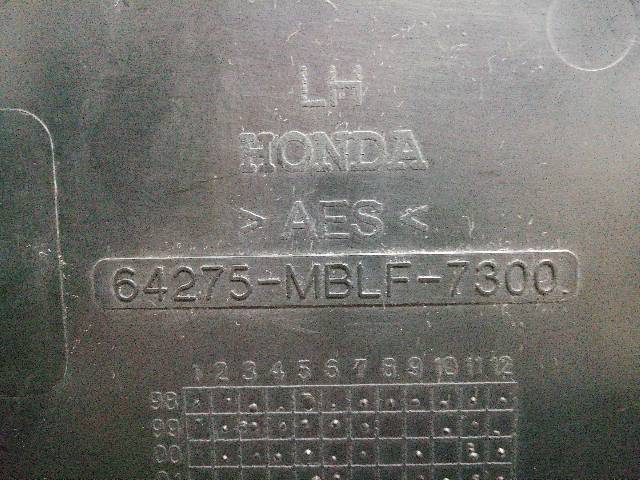 LH
HONDA
> AES <
64275-MBLF-7300
1 2 3 4 5 6 7 8 9 10 11 12
98
99
00